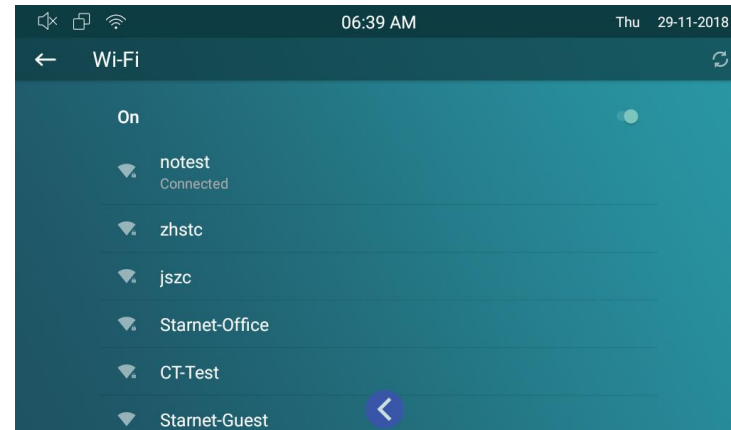 06:39 AM
Thu 29-11-2018
Wi-Fi
On
notest
Connected
zhstc
jszc
Starnet-Office
CT-Test
Starnet-Guest